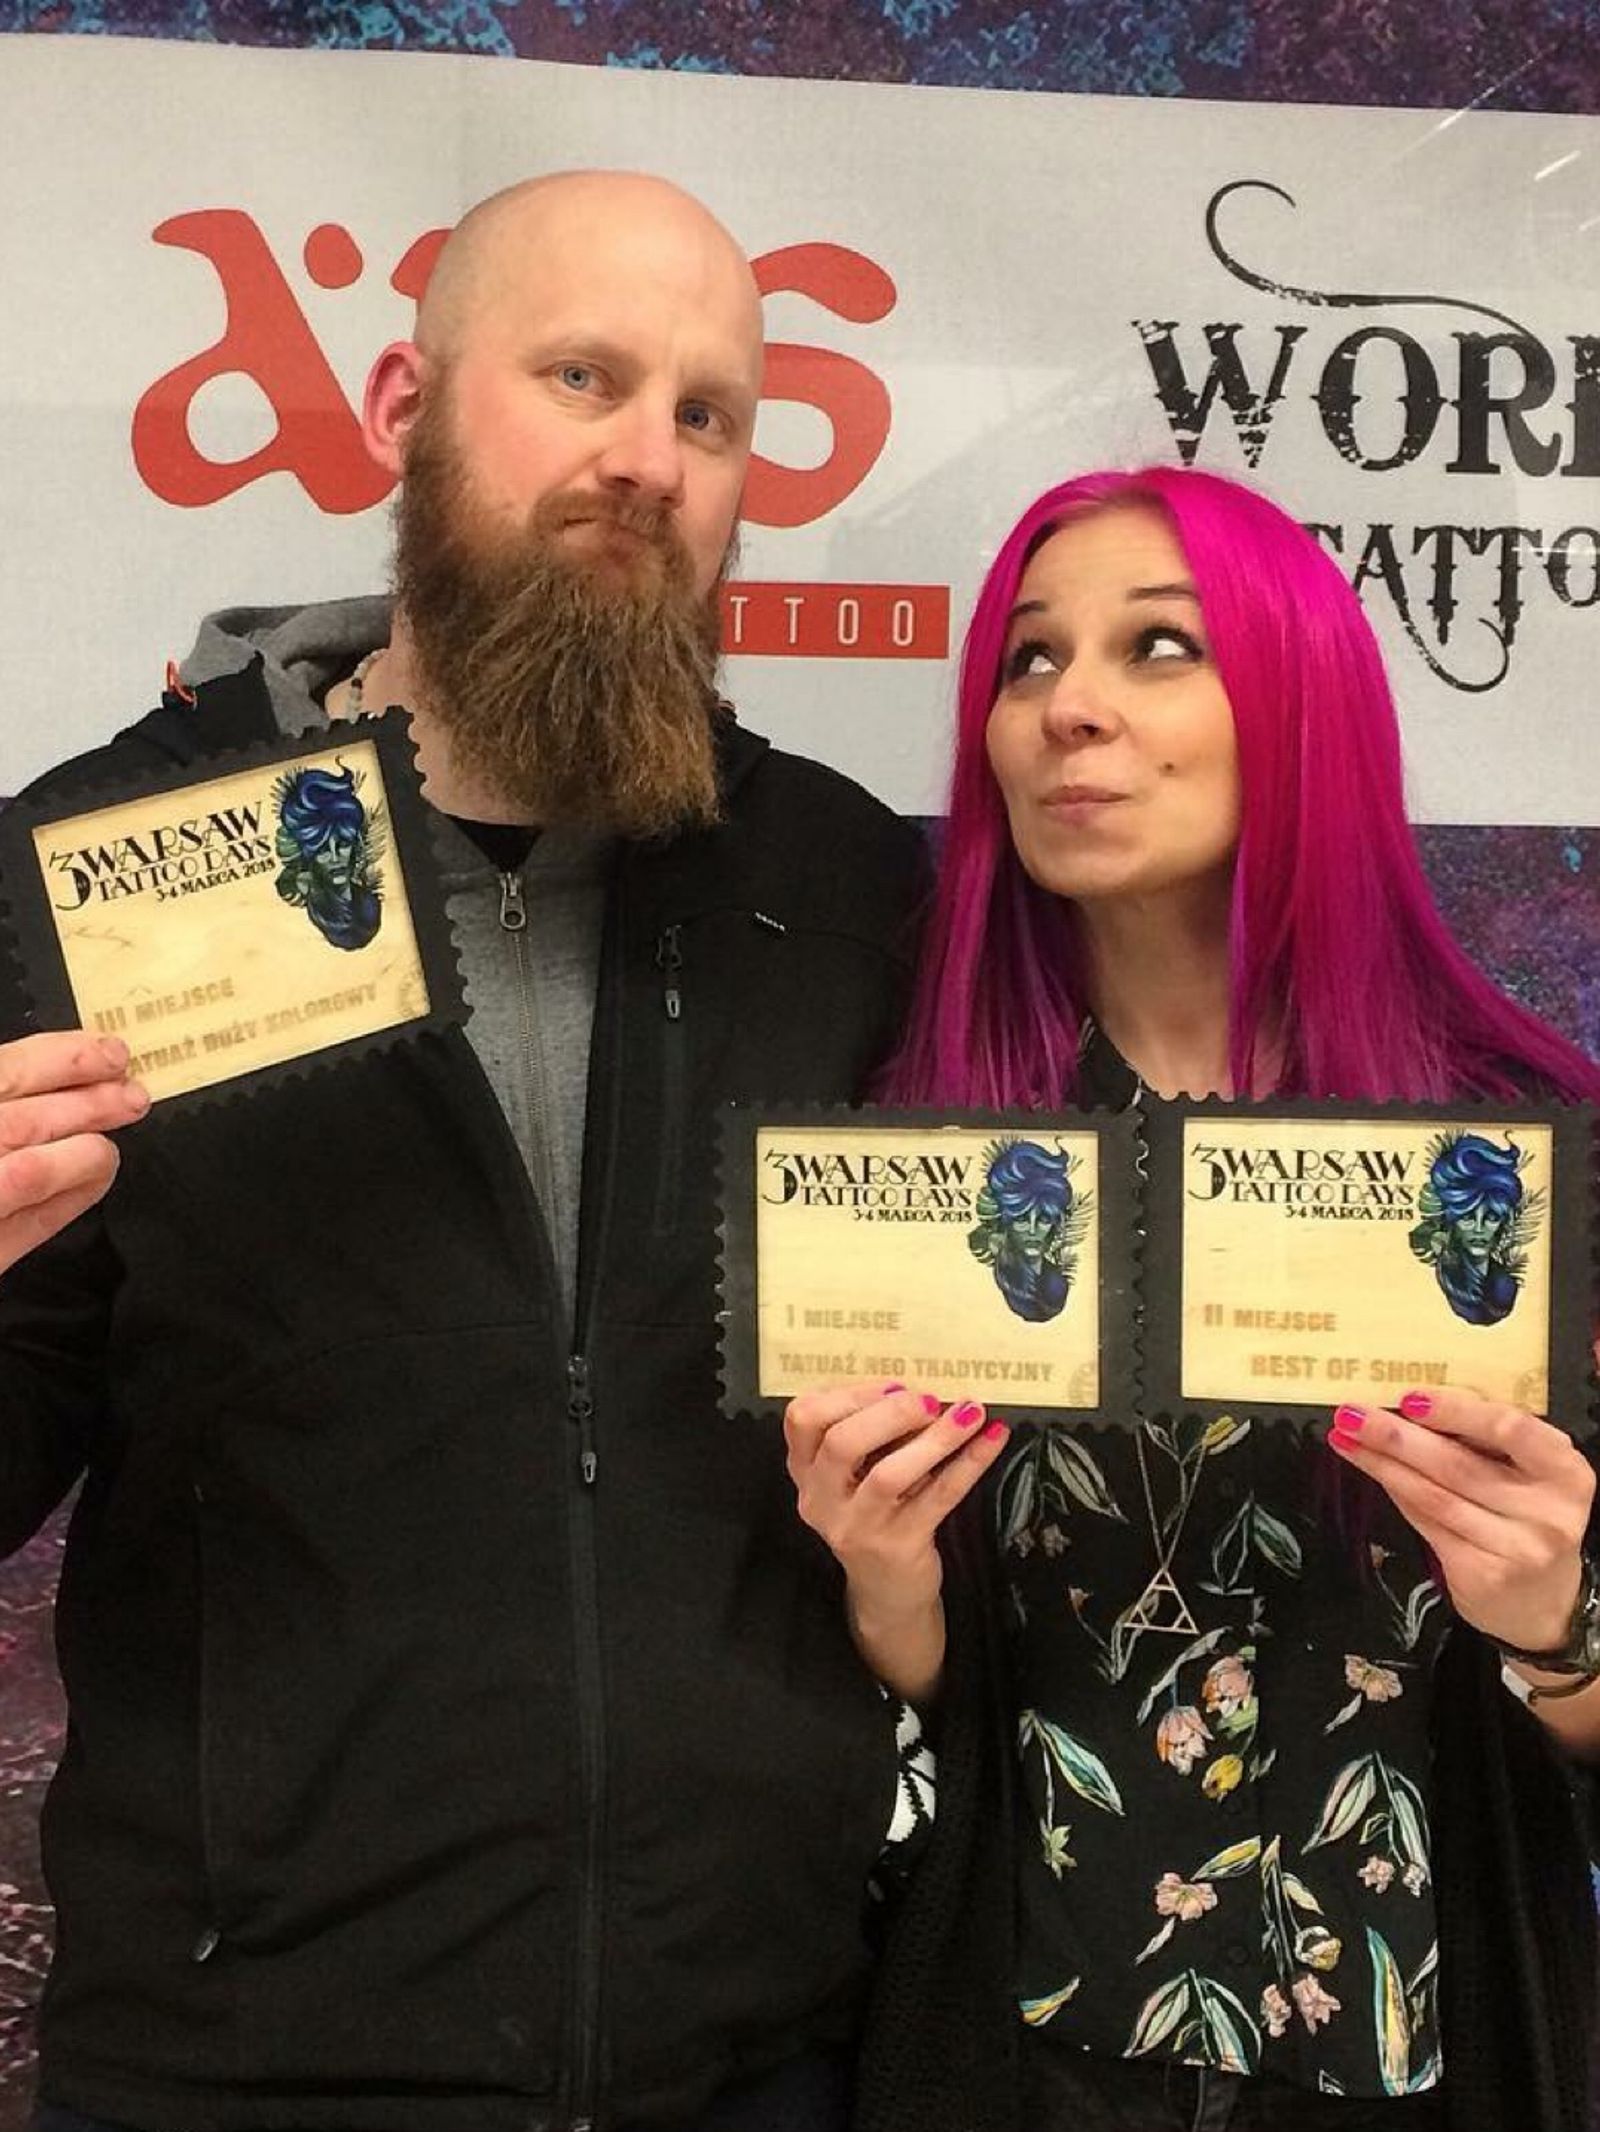 WORL
TATTO
TTOO
3 WARSAW
TATTOO DAYS
3-4 MARCA 2018
III MIEJSCE
TATUAŻ DUŻY KOLOROWY
3 WARSAW
TATTOO DAYS
3-4 MARCA 2018
I MIEJSCE
TATUAŻ NEO TRADYCYJNY
3 WARSAW
TATTOO DAYS
3-4 MARCA 2018
II MIEJSCE
BEST OF SHOW